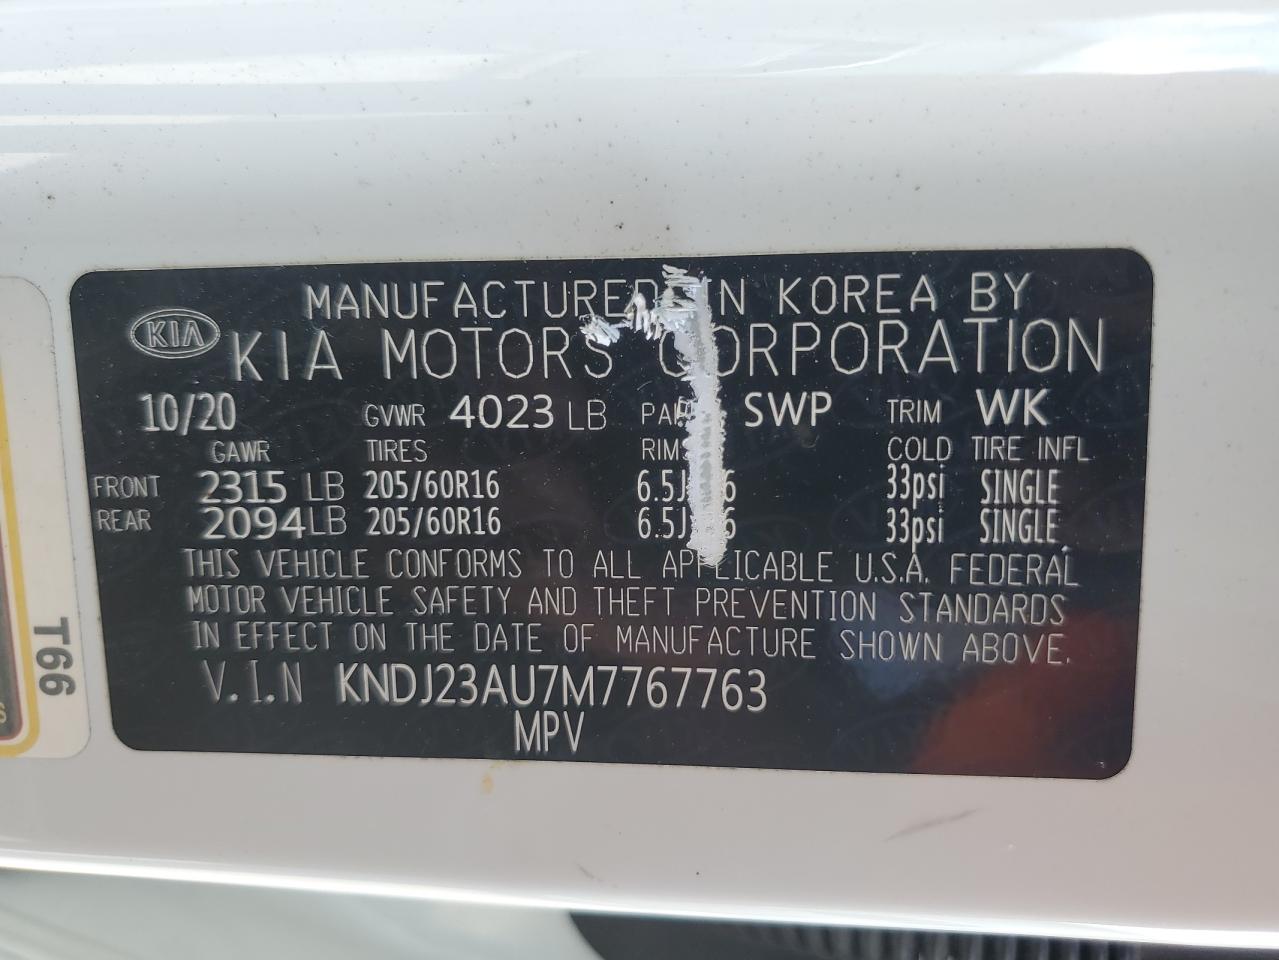 MANUFACTURED IN KOREA BY
KIA
KIA MOTORS CORPORATION
10/20 GVWR 4023 LB SWP TRIM WK
GAWR TIRES RIMS COLD TIRE INFL
FRONT 2315 LB 205/60R16 33psi SINGLE
REAR 2094 LB 205/60R16 33psi SINGLE
THIS VEHICLE CONFORMS TO ALL APPLICABLE U.S.A. FEDERAL
MOTOR VEHICLE SAFETY AND THEFT PREVENTION STANDARDS
IN EFFECT ON THE DATE OF MANUFACTURE SHOWN ABOVE.
V.I.N KNDJ23AU7M7767763
MPV
T66